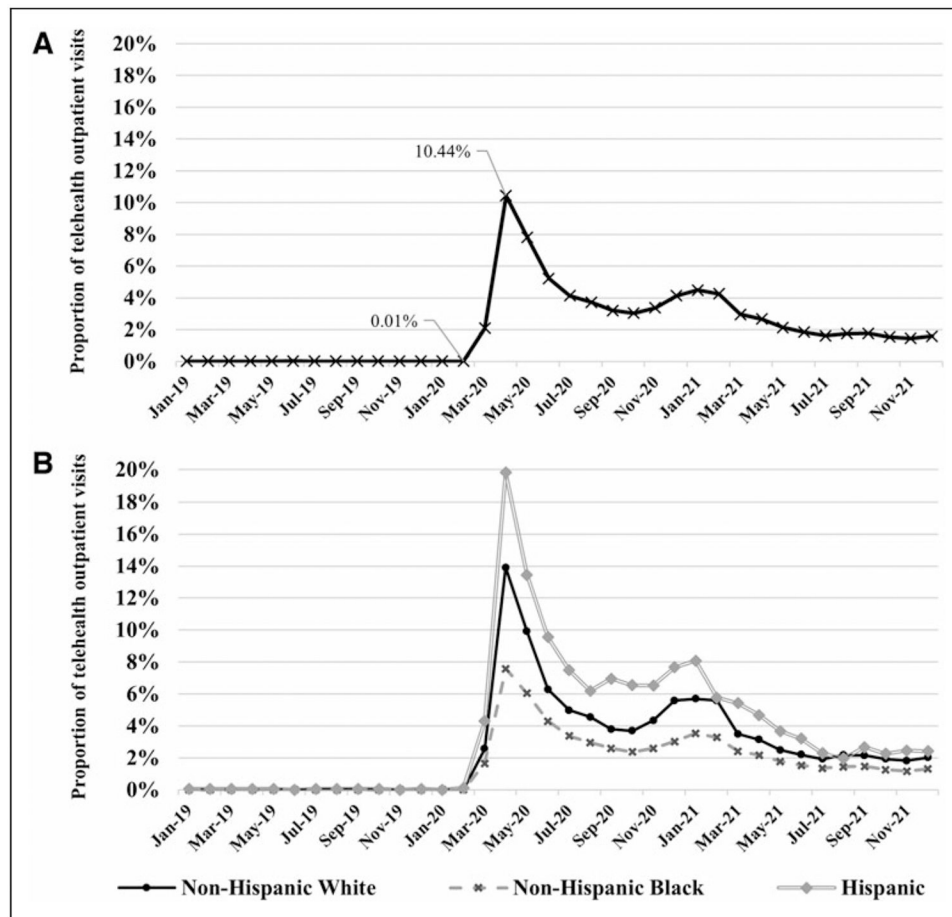 A
Proportion of telehealth outpatient visits
20%
18%
16%
14%
12%
10%
8%
6%
4%
2%
0%
10.44%
0.01%
Jan-19
Mar-19
May-19
Jul-19
Sep-19
Nov-19
Jan-20
Mar-20
May-20
Jul-20
Sep-20
Nov-20
Jan-21
Mar-21
May-21
Jul-21
Sep-21
Nov-21
B
Proportion of telehealth outpatient visits
20%
18%
16%
14%
12%
10%
8%
6%
4%
2%
0%
Jan-19
Mar-19
May-19
Jul-19
Sep-19
Nov-19
Jan-20
Mar-20
May-20
Jul-20
Sep-20
Nov-20
Jan-21
Mar-21
May-21
Jul-21
Sep-21
Nov-21
Non-Hispanic White
Non-Hispanic Black
Hispanic